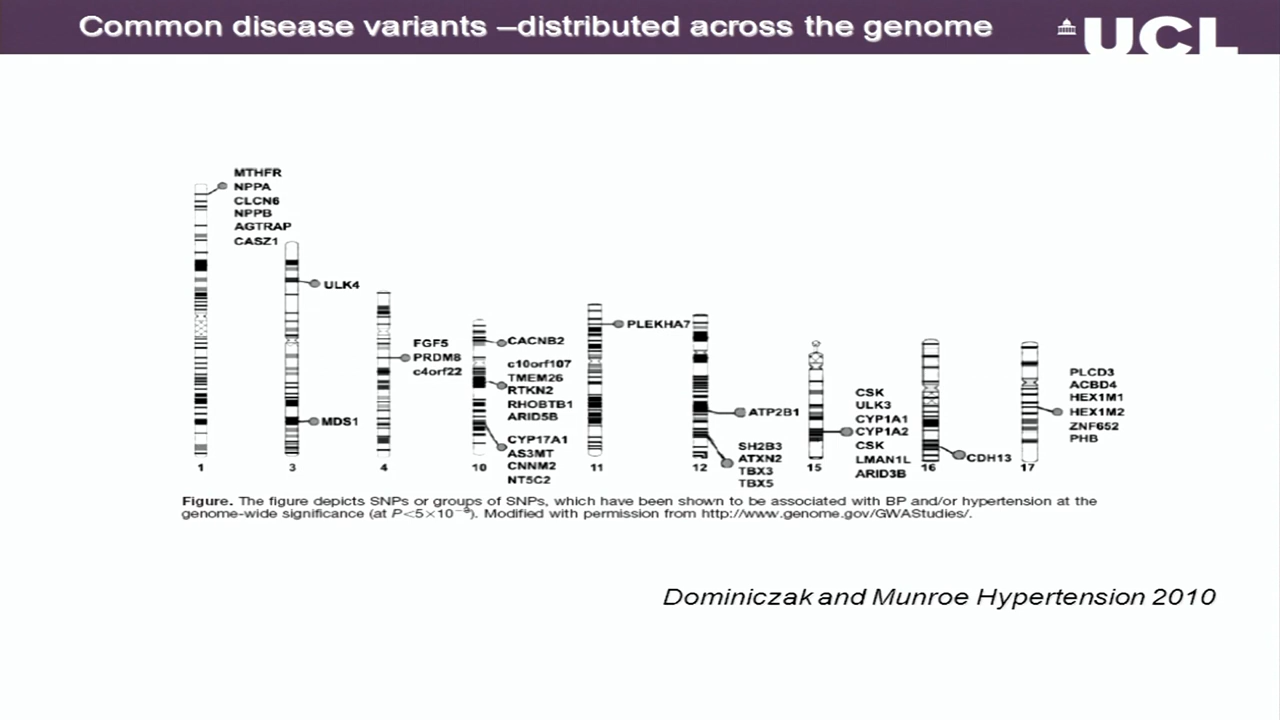 Common disease variants –distributed across the genome
UCL
MTHFR
NPPA
CLCN6
NPPB
AGTRAP
CASZ1
1
ULK4
MDS1
3
FGF5
PRDM8
c4orf22
4
CACNB2
c10orf107
TMEM26
RTKN2
RHOBTB1
ARID5B
CYP17A1
AS3MT
CNNM2
NT5C2
10
PLEKHA7
11
ATP2B1
SH2B3
ATXN2
TBX3
TBX5
12
CSK
ULK3
CYP1A1
CYP1A2
CSK
LMAN1L
ARID3B
15
CDH13
16
PLCD3
ACBD4
HEX1M1
HEX1M2
ZNF652
PHB
17
Figure. The figure depicts SNPs or groups of SNPs, which have been shown to be associated with BP and/or hypertension at the
genome-wide significance (at P<5×10 ). Modified with permission from http://www.genome.gov/GWAStudies/.
Dominiczak and Munroe Hypertension 2010